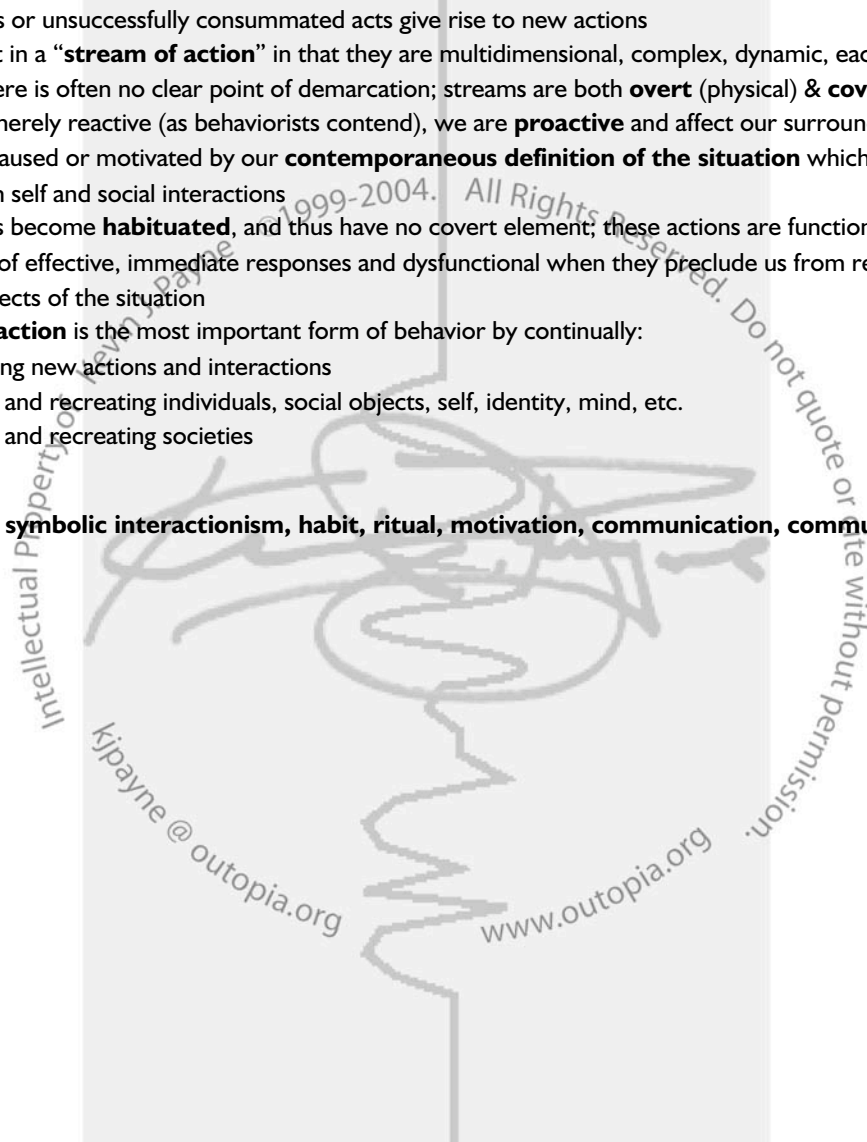 s or unsuccessfully consummated acts give rise to new actions
t in a “stream of action” in that they are multidimensional, complex, dynamic, eac
ere is often no clear point of demarcation; streams are both overt (physical) & cov
merely reactive (as behaviorists contend), we are proactive and affect our surroun
aused or motivated by our contemporaneous definition of the situation which
n self and social interactions
s become habituated, and thus have no covert element; these actions are function
of effective, immediate responses and dysfunctional when they preclude us from re
ects of the situation
action is the most important form of behavior by continually:
ng new actions and interactions
and recreating individuals, social objects, self, identity, mind, etc.
and recreating societies
symbolic interactionism, habit, ritual, motivation, communication, commu
Intellectual Property of Kevin J. Payne ©1999-2004. All Rights Reserved. Do not quote or cite without permission.
kjpayne @ outopia.org
www.outopia.org